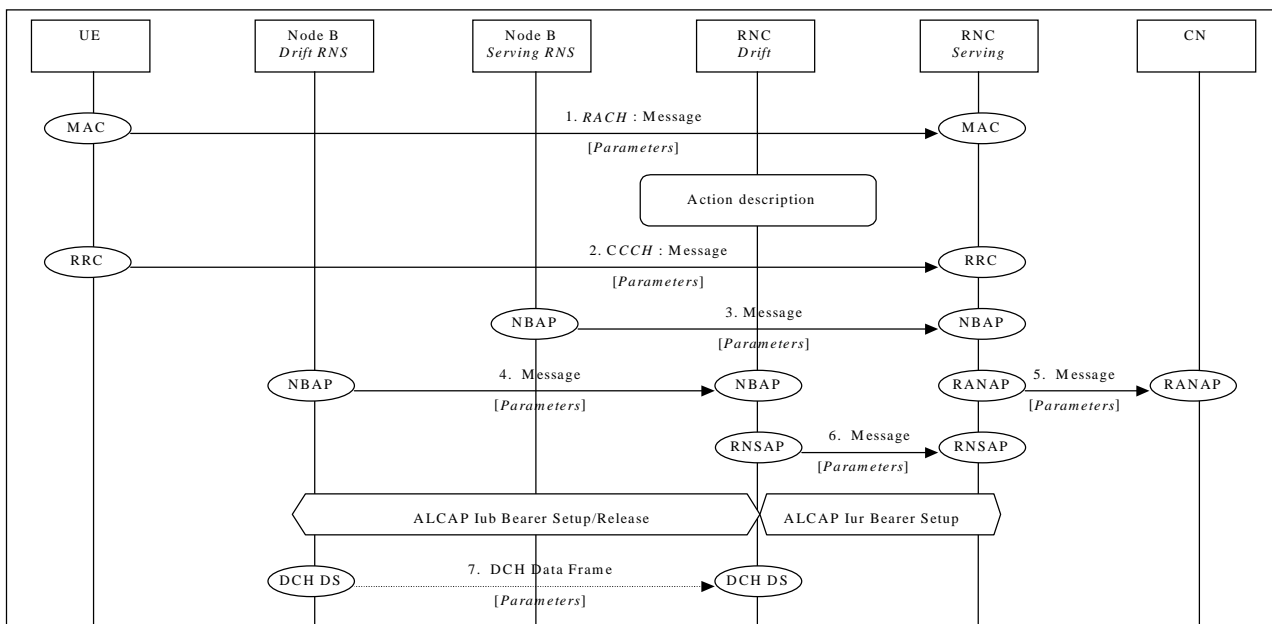 UE
Node B
Drift RNS
Node B
Serving RNS
RNC
Drift
RNC
Serving
CN
MAC
1. RACH : Message
[Parameters]
MAC
Action description
RRC
2. CCCH : Message
[Parameters]
RRC
NBAP
3. Message
[Parameters]
NBAP
NBAP
4. Message
[Parameters]
NBAP
RANAP
5. Message
[Parameters]
RANAP
RNSAP
6. Message
[Parameters]
RNSAP
ALCAP Iub Bearer Setup/Release
ALCAP Iur Bearer Setup
DCH DS
7. DCH Data Frame
[Parameters]
DCH DS